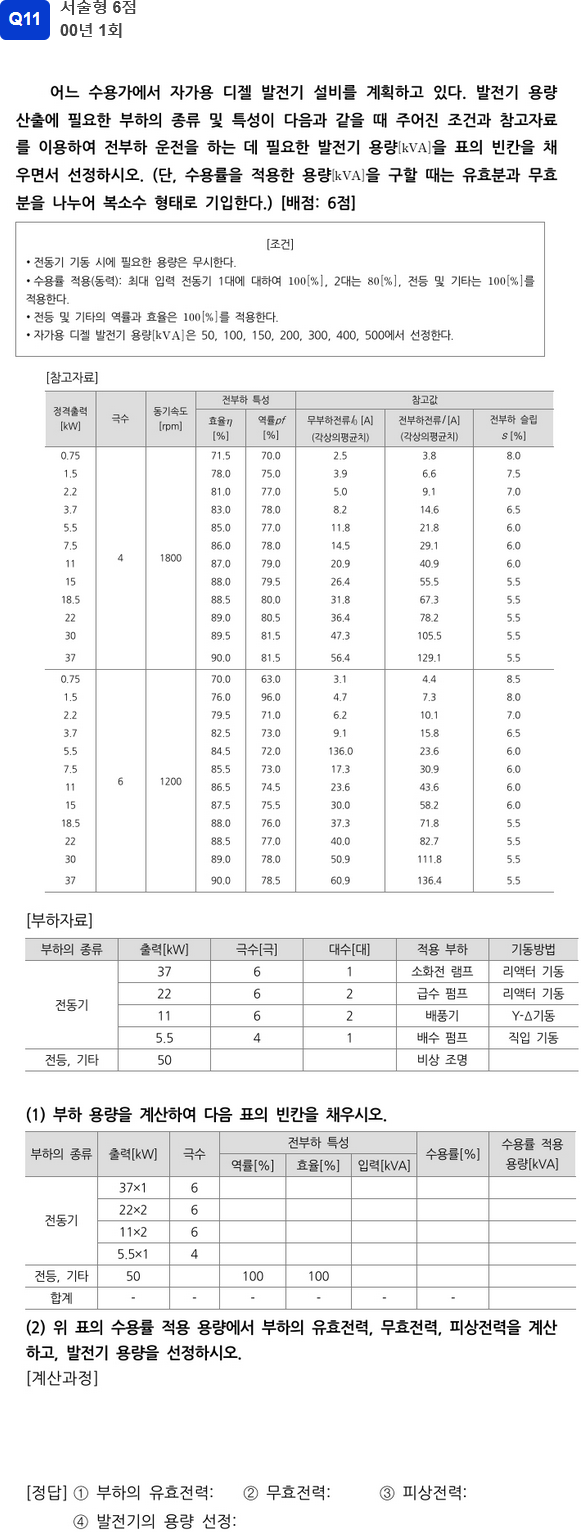 Q11
서술형 6점
00년 1회
어느 수용가에서 자가용 디젤 발전기 설비를 계획하고 있다. 발전기 용량
산출에 필요한 부하의 종류 및 특성이 다음과 같을 때 주어진 조건과 참고자료
를 이용하여 전부하 운전을 하는 데 필요한 발전기 용량[kVA]을 표의 빈칸을 채
우면서 선정하시오. (단, 수용률을 적용한 용량[kVA]을 구할 때는 유효분과 무효
분을 나누어 복소수 형태로 기입한다.) [배점: 6점]
[조건]
• 전동기 기동 시에 필요한 용량은 무시한다.
• 수용률 적용(동력): 최대 입력 전동기 1대에 대하여 100[%], 2대는 80[%], 전등 및 기타는 100[%]를
적용한다.
• 전등 및 기타의 역률과 효율은 100[%]를 적용한다.
• 자가용 디젤 발전기 용량[kVA]은 50, 100, 150, 200, 300, 400, 500에서 선정한다.
[참고자료]
정격출력 [kW] 극수 동기속도 [rpm] 전부하 특성 참고값
효율η [%] 역률pf [%] 무부하전류I0 [A] (각상의평균치) 전부하전류I [A] (각상의평균치) 전부하 슬립 s [%]
0.75 71.5 70.0 2.5 3.8 8.0
1.5 78.0 75.0 3.9 6.6 7.5
2.2 81.0 77.0 5.0 9.1 7.0
3.7 83.0 78.0 8.2 14.6 6.5
5.5 85.0 77.0 11.8 21.8 6.0
7.5 86.0 78.0 14.5 29.1 6.0
11 4 1800 87.0 79.0 20.9 40.9 6.0
15 88.0 79.5 26.4 55.5 5.5
18.5 88.5 80.0 31.8 67.3 5.5
22 89.0 80.5 36.4 78.2 5.5
30 89.5 81.5 47.3 105.5 5.5
37 90.0 81.5 56.4 129.1 5.5
0.75 70.0 63.0 3.1 4.4 8.5
1.5 76.0 96.0 4.7 7.3 8.0
2.2 79.5 71.0 6.2 10.1 7.0
3.7 82.5 73.0 9.1 15.8 6.5
5.5 84.5 72.0 136.0 23.6 6.0
7.5 85.5 73.0 17.3 30.9 6.0
11 6 1200 86.5 74.5 23.6 43.6 6.0
15 87.5 75.5 30.0 58.2 6.0
18.5 88.0 76.0 37.3 71.8 5.5
22 88.5 77.0 40.0 82.7 5.5
30 89.0 78.0 50.9 111.8 5.5
37 90.0 78.5 60.9 136.4 5.5
[부하자료]
부하의 종류 출력[kW] 극수[극] 대수[대] 적용 부하 기동방법
전동기 37 6 1 소화전 램프 리액터 기동
22 6 2 급수 펌프 리액터 기동
11 6 2 배풍기 Y-Δ기동
5.5 4 1 배수 펌프 직입 기동
전등, 기타 50 비상 조명
(1) 부하 용량을 계산하여 다음 표의 빈칸을 채우시오.
부하의 종류 출력[kW] 극수 전부하 특성 수용률[%] 수용률 적용 용량[kVA]
역률[%] 효율[%] 입력[kVA]
전동기 37×1 6
22×2 6
11×2 6
5.5×1 4
전등, 기타 50 100 100
합계 - - - - - -
(2) 위 표의 수용률 적용 용량에서 부하의 유효전력, 무효전력, 피상전력을 계산
하고, 발전기 용량을 선정하시오.
[계산과정]
[정답] ① 부하의 유효전력: ② 무효전력: ③ 피상전력:
④ 발전기의 용량 선정: